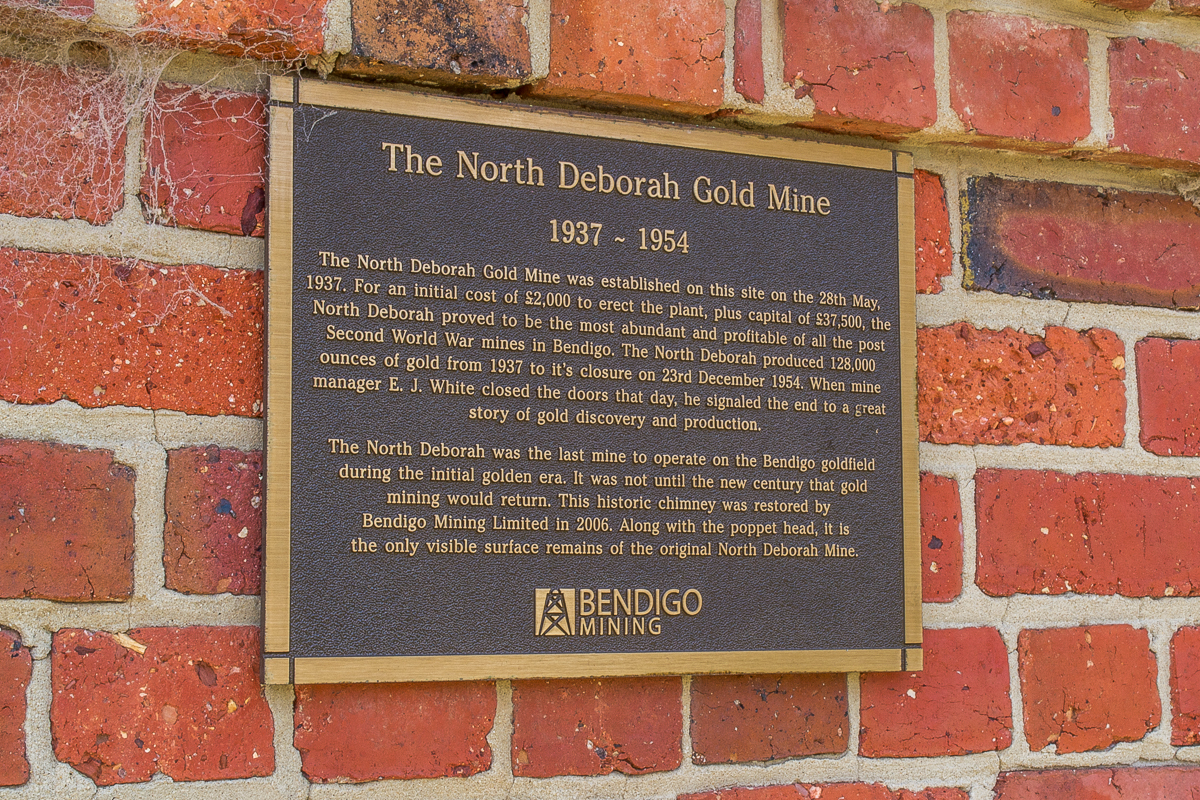 The North Deborah Gold Mine
1937 ~ 1954
The North Deborah Gold Mine was established on this site on the 28th May,
1937. For an initial cost of £2,000 to erect the plant, plus capital of £37,500, the
North Deborah proved to be the most abundant and profitable of all the post
Second World War mines in Bendigo. The North Deborah produced 128,000
ounces of gold from 1937 to it's closure on 23rd December 1954. When mine
manager E. J. White closed the doors that day, he signaled the end to a great
story of gold discovery and production.
The North Deborah was the last mine to operate on the Bendigo goldfield
during the initial golden era. It was not until the new century that gold
mining would return. This historic chimney was restored by
Bendigo Mining Limited in 2006. Along with the poppet head, it is
the only visible surface remains of the original North Deborah Mine.
BENDIGO
MINING